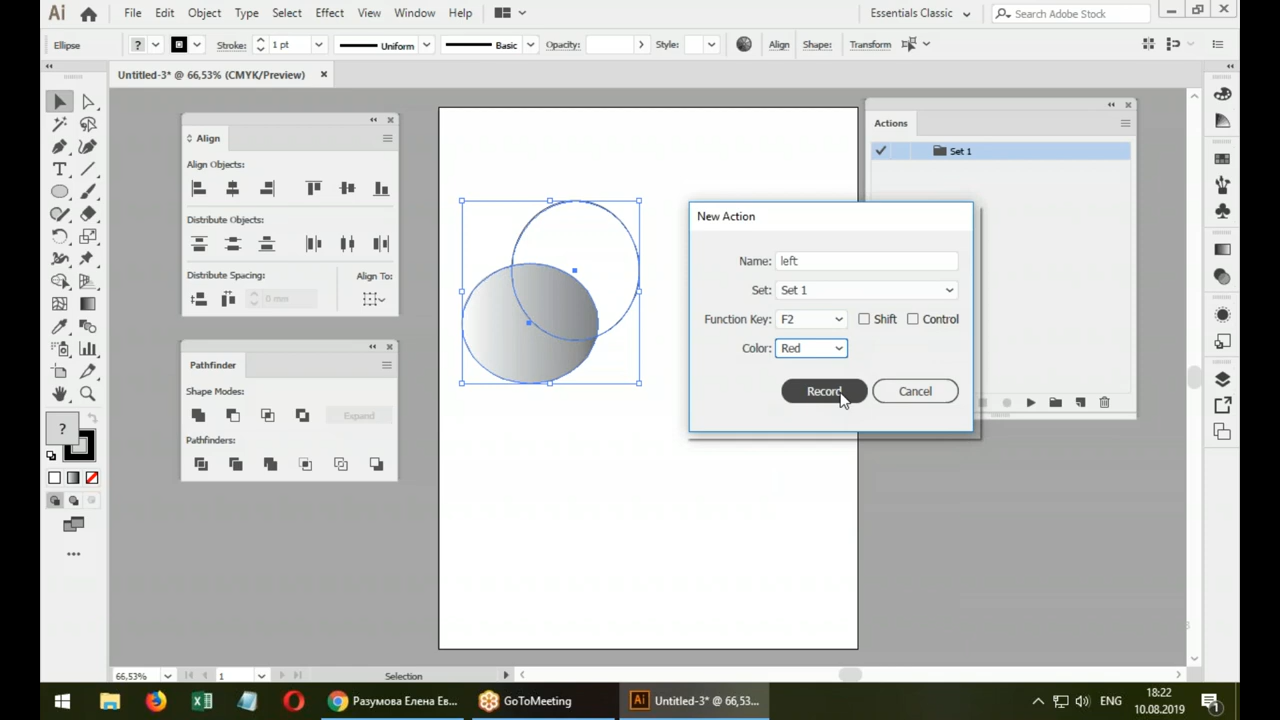 Ai File Edit Object Type Select Effect View Window Help Essentials Classic Search Adobe Stock
Ellipse ? Stroke: 1 pt Uniform Basic Opacity: Style: Align Shape: Transform
Untitled-3* @ 66,53% (CMYK/Preview)
Align
Align Objects:
Distribute Objects:
Distribute Spacing: Align To:
0 mm
Pathfinder
Shape Modes:
Expand
Pathfinders:
?
Actions
Set 1
New Action
Name: left
Set: Set 1
Function Key: F2 Shift Control
Color: Red
Record Cancel
66,53% 1 Selection
Разумова Елена Ев... GoToMeeting Ai Untitled-3* @ 66,53... ENG 18:22
10.08.2019 1